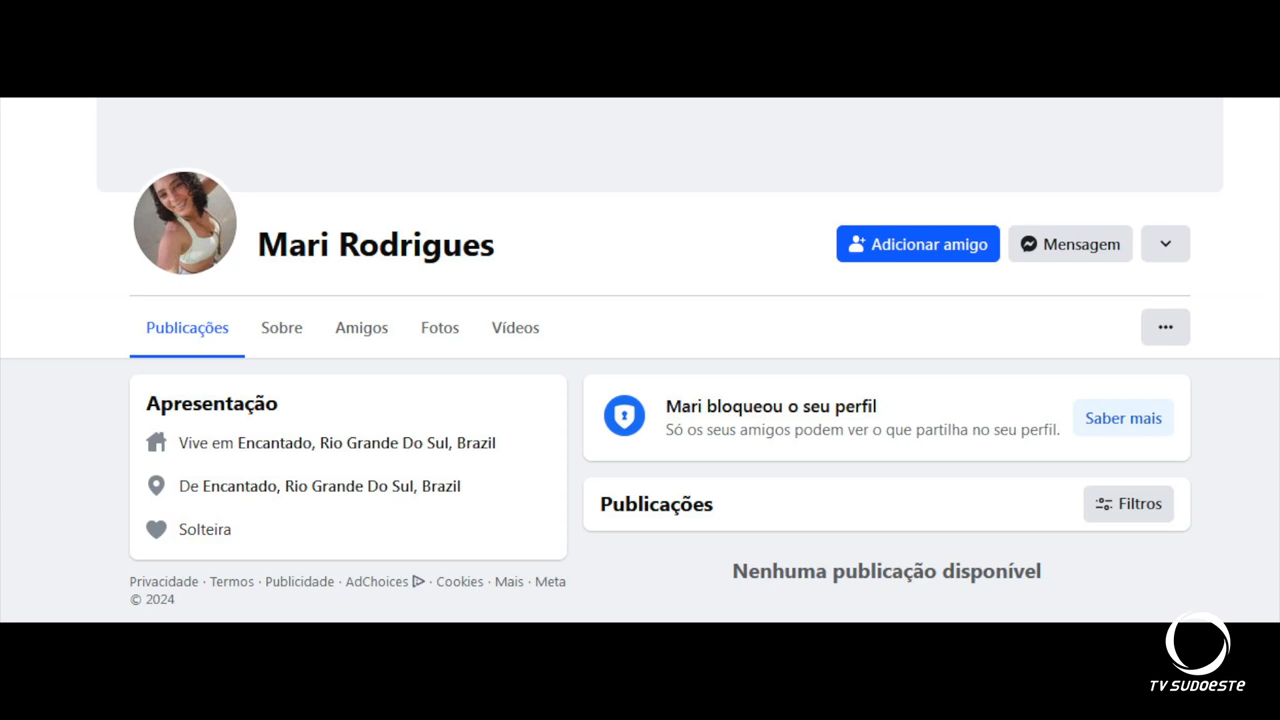 Mari Rodrigues
Adicionar amigo
Mensagem
Publicações
Sobre
Amigos
Fotos
Vídeos
Apresentação
Vive em Encantado, Rio Grande Do Sul, Brazil
De Encantado, Rio Grande Do Sul, Brazil
Solteira
Privacidade · Termos · Publicidade · AdChoices · Cookies · Mais · Meta
© 2024
Mari bloqueou o seu perfil
Só os seus amigos podem ver o que partilha no seu perfil.
Saber mais
Publicações
Filtros
Nenhuma publicação disponível
TV SUDOESTE